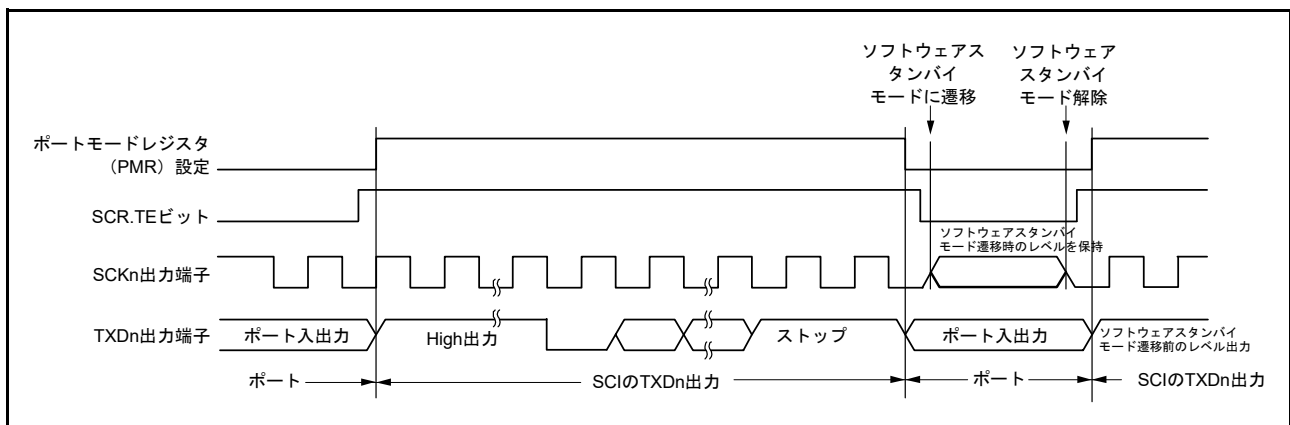 ソフトウェアス
タンバイ
モードに遷移
ソフトウェア
スタンバイ
モード解除
ポートモードレジスタ
（PMR）設定
SCR.TEビット
ソフトウェアスタンバイ
モード遷移時のレベルを保持
SCKn出力端子
TXDn出力端子
ポート入出力
High出力
ストップ
ポート入出力
ソフトウェアスタンバイ
モード遷移前のレベル出力
ポート
SCIのTXDn出力
ポート
SCIのTXDn出力